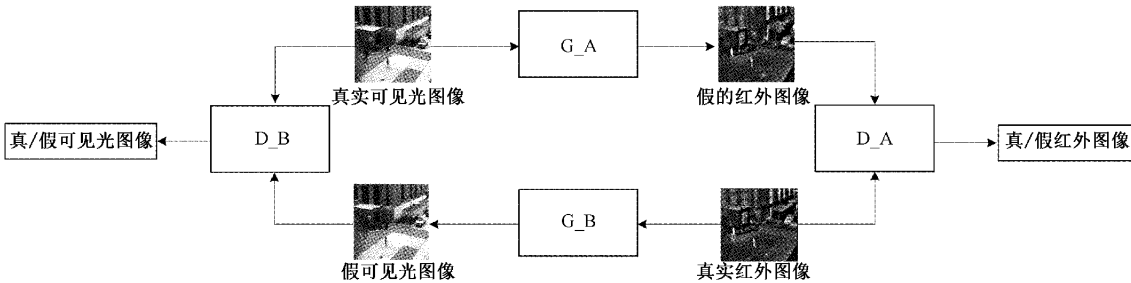 G_A
真实可见光图像
假的红外图像
真/假可见光图像
D_B
D_A
真/假红外图像
G_B
假可见光图像
真实红外图像